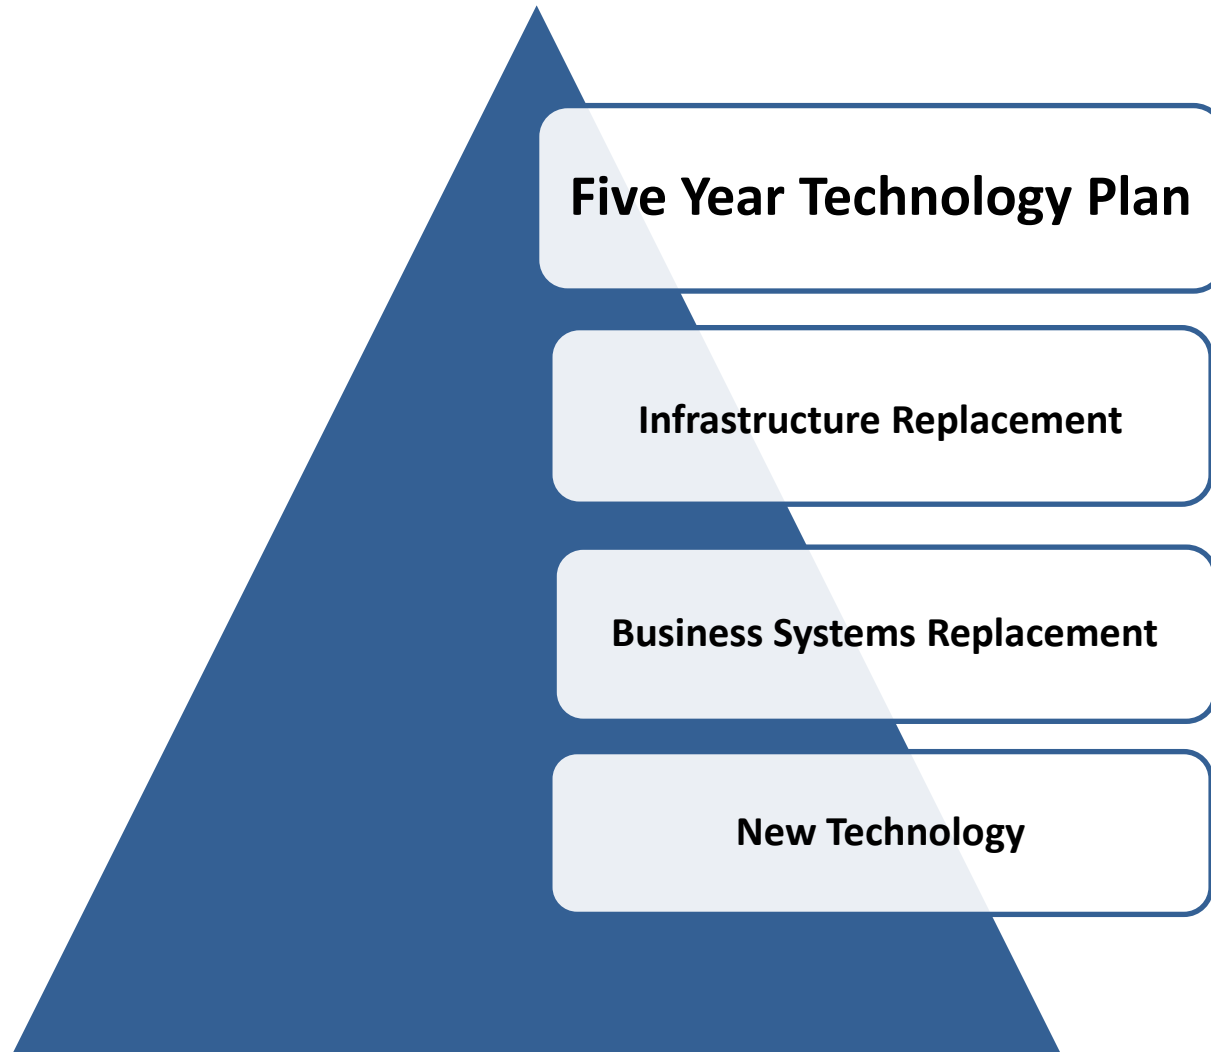 Five Year Technology Plan
Infrastructure Replacement
Business Systems Replacement
New Technology